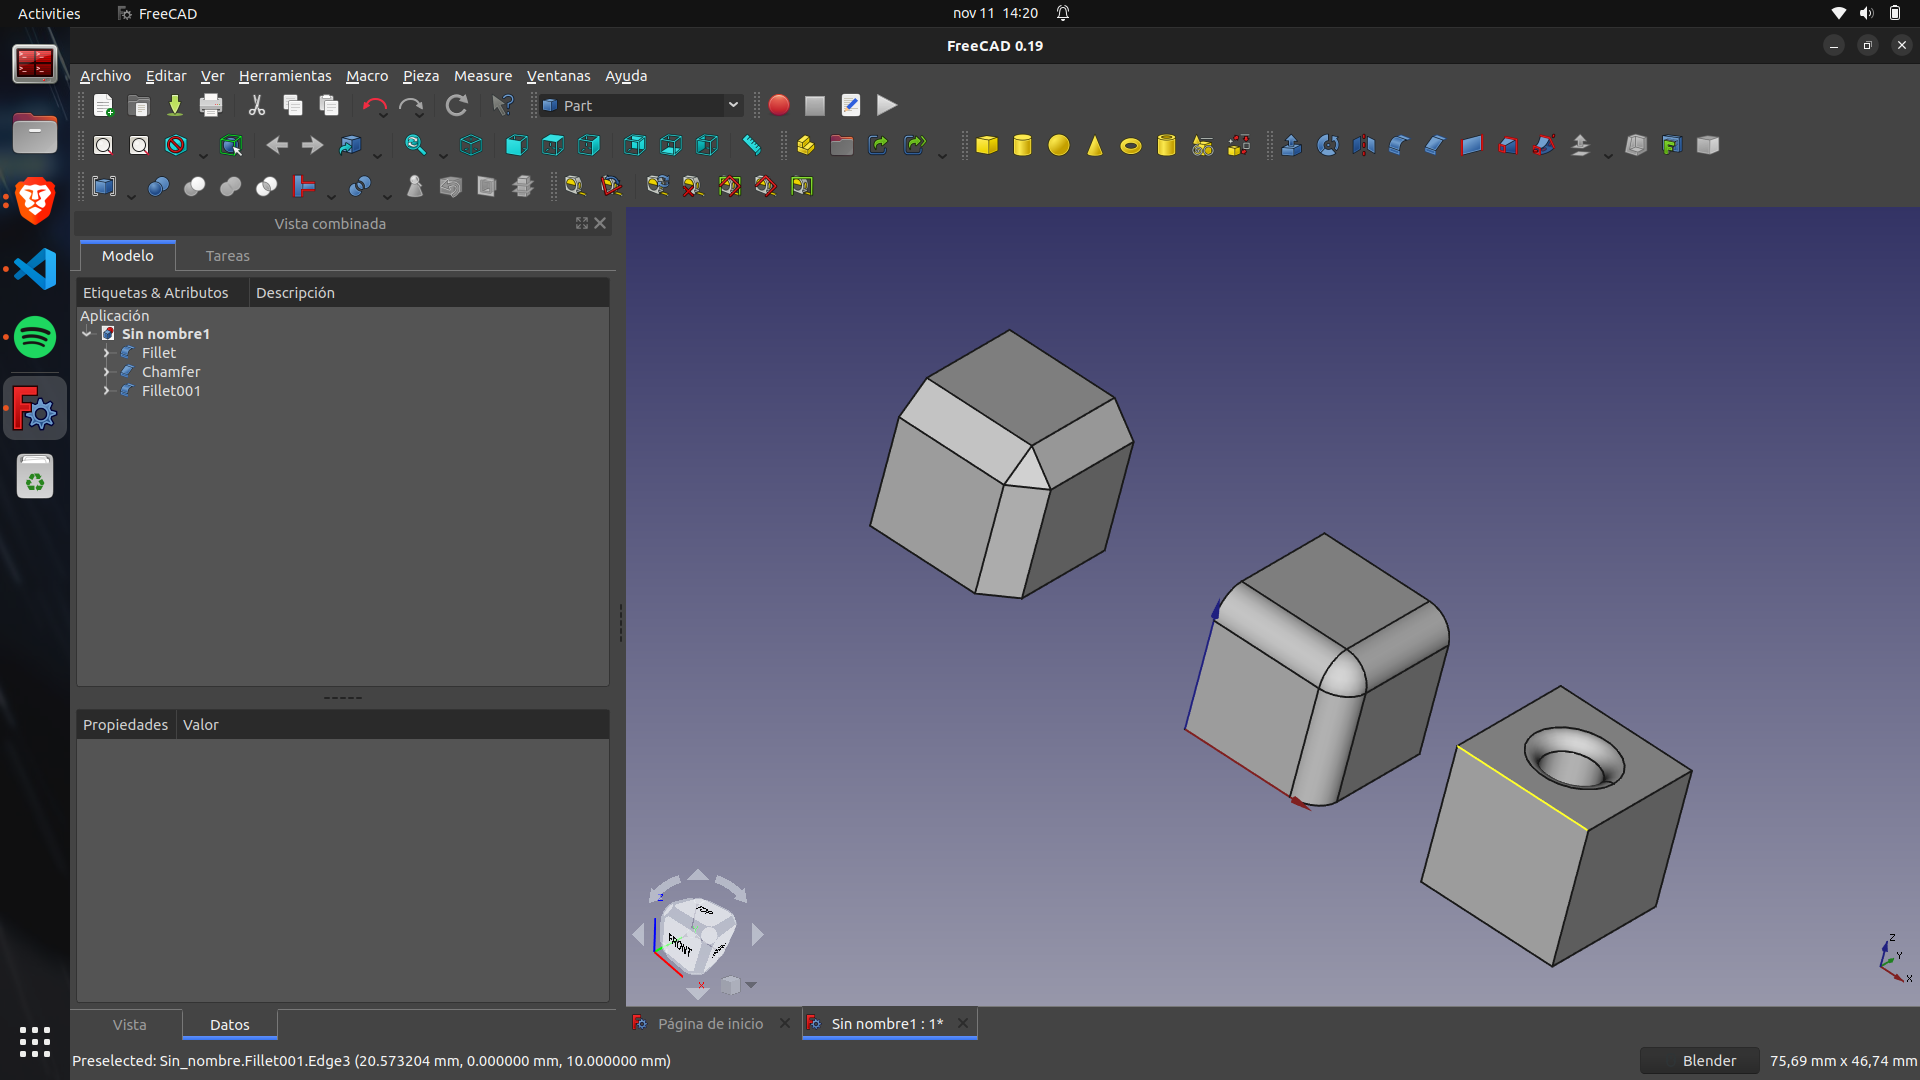 Activities FreeCAD nov 11 14:20
FreeCAD 0.19
Archivo Editar Ver Herramientas Macro Pieza Measure Ventanas Ayuda
Part
Vista combinada
Modelo Tareas
Etiquetas & Atributos Descripción
Aplicación
Sin nombre1
Fillet
Chamfer
Fillet001
Propiedades Valor
Z
TOP
FRONT
X
Z
Y
X
Vista Datos
Página de inicio Sin nombre1 : 1*
Preselected: Sin_nombre.Fillet001.Edge3 (20.573204 mm, 0.000000 mm, 10.000000 mm) Blender 75,69 mm x 46,74 mm